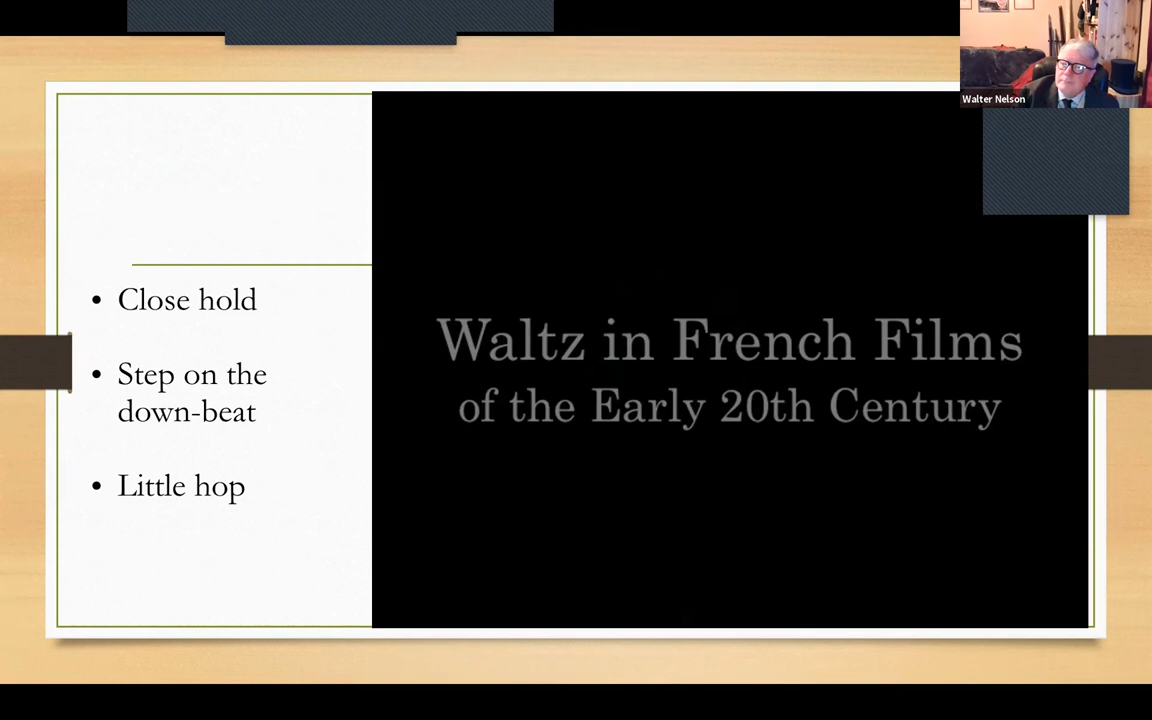 Walter Nelson
• Close hold
• Step on the
down-beat
• Little hop
Waltz in French Films
of the Early 20th Century